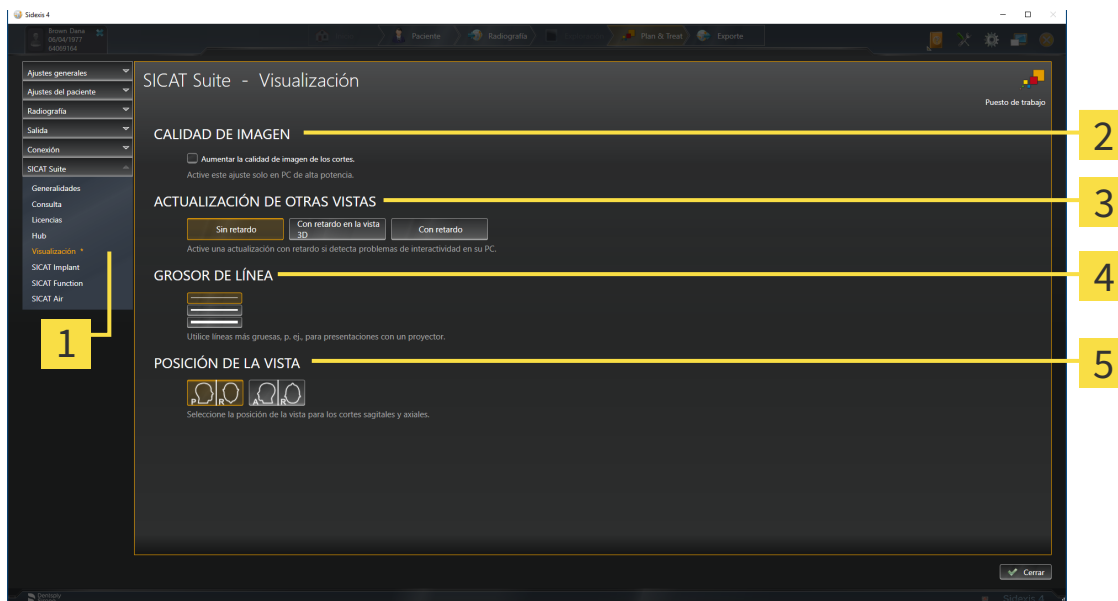 Sidexis 4
Brown Dana
06/04/1977
64069164
Paciente
Radiografía
Plan & Treat
Exporte
Ajustes generales
Ajustes del paciente
Radiografía
Salida
Conexión
SICAT Suite
Generalidades
Consulta
Licencias
Hub
Visualización *
SICAT Implant
SICAT Function
SICAT Air
1
SICAT Suite - Visualización
Puesto de trabajo
CALIDAD DE IMAGEN
2
Aumentar la calidad de imagen de los cortes.
Active este ajuste solo en PC de alta potencia.
ACTUALIZACIÓN DE OTRAS VISTAS
3
Sin retardo
Con retardo en la vista
3D
Con retardo
Active una actualización con retardo si detecta problemas de interactividad en su PC.
GROSOR DE LÍNEA
4
Utilice líneas más gruesas, p. ej., para presentaciones con un proyector.
POSICIÓN DE LA VISTA
5
P R A R
Seleccione la posición de la vista para los cortes sagitales y axiales.
Cerrar
Dentsply
Sidexis 4